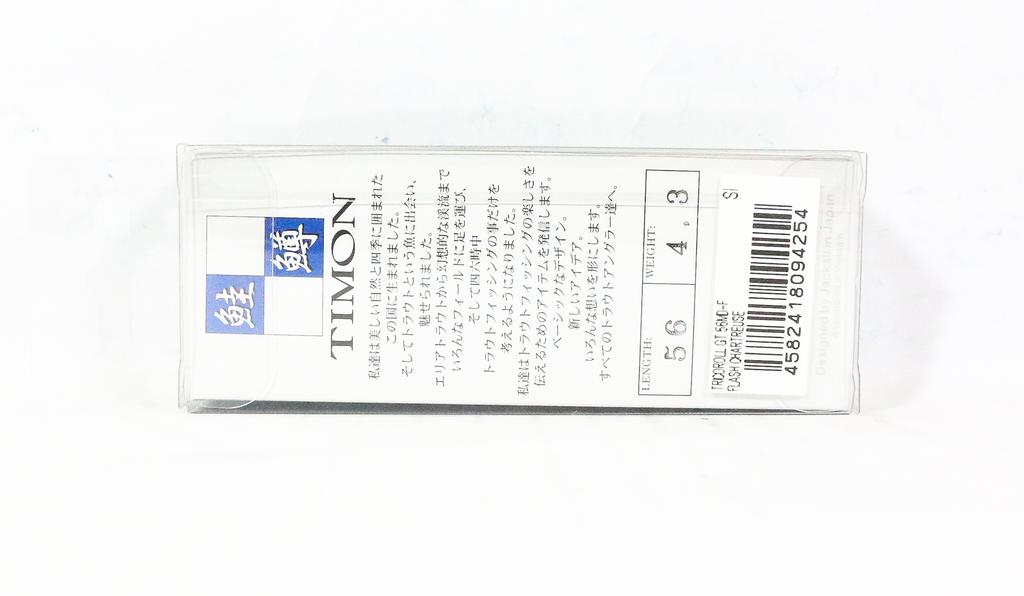 鮭
鱒
TIMON
私達は美しい自然と四季に囲まれた
この国に生まれました。
そしてトラウトという魚に出会い、
魅せられました。
エリアトラウトから幻想的な渓流まで
いろんなフィールドに足を運び、
そして四六時中
トラウトフィッシングの事だけを
考えるようになりました。
私達はトラウトフィッシングの楽しさを
伝えるためのアイテムを発信します。
ベーシックなデザイン。
新しいアイデア。
いろんな想いを形にします。
すべてのトラウトアングラー達へ。
LENGTH: WEIGHT:
56 4.3
TRICOROLL GT 56MD-F SI
FLASH CHARTREUSE
4582418094254
Designed by Jackall in Japan